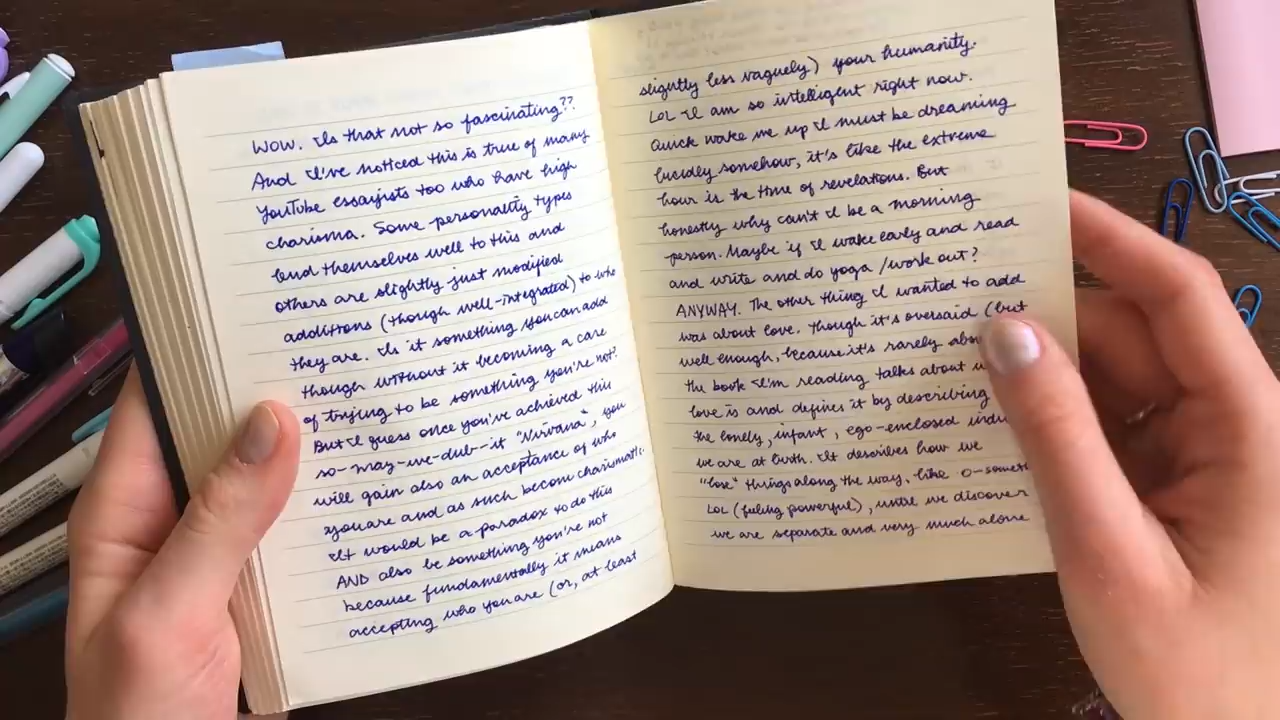 WOW. Is that not so fascinating??
And I've noticed this is true of many
YouTube essayists too who have high
charisma. Some personality types
lend themselves well to this and
others are slightly just modified
additions (though well-integrated) to who
they are. Is it something you can add
though without it becoming a care
of trying to be something you're not?
But I guess once you've achieved this
so-may-we-dub--it "Nirvana", you
will gain also an acceptance of who
you are and as such become charismatic.
It would be a paradox to do this
AND also be something you're not
because fundamentally it means
accepting who you are (or, at least
slightly less vaguely) your humanity.
LOL I am so intelligent right now.
Quick wake me up I must be dreaming
lucidly somehow, it's like the extreme
hour is the time of revelations. But
honestly why can't I be a morning
person. Maybe if I wake early and read
and write and do yoga / work out?
ANYWAY. The other thing I wanted to add
was about love. Though it's oversaid (but
well enough, because it's rarely
the book I'm reading talks about
love is and defines it by describing
the lonely, infant, ego-enclosed
we are at birth. It describes how we
"lose" things along the way, like
LOL (feeling powerful), until we discover
we are separate and very much alone